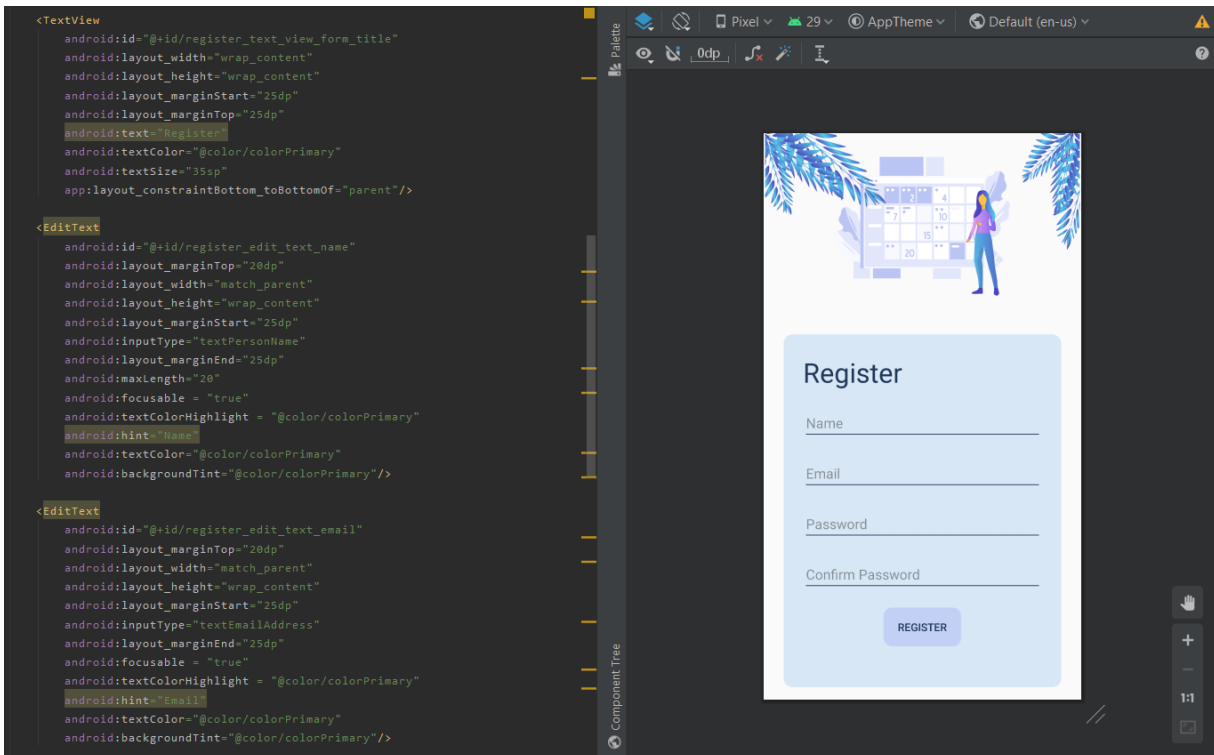 <TextView
android:id="@+id/register_text_view_form_title"
android:layout_width="wrap_content"
android:layout_height="wrap_content"
android:layout_marginStart="25dp"
android:layout_marginTop="25dp"
android:text="Register"
android:textColor="@color/colorPrimary"
android:textSize="35sp"
app:layout_constraintBottom_toBottomOf="parent"/>
<EditText
android:id="@+id/register_edit_text_name"
android:layout_marginTop="20dp"
android:layout_width="match_parent"
android:layout_height="wrap_content"
android:layout_marginStart="25dp"
android:inputType="textPersonName"
android:layout_marginEnd="25dp"
android:maxLength="20"
android:focusable = "true"
android:textColorHighlight = "@color/colorPrimary"
android:hint="Name"
android:textColor="@color/colorPrimary"
android:backgroundTint="@color/colorPrimary"/>
<EditText
android:id="@+id/register_edit_text_email"
android:layout_marginTop="20dp"
android:layout_width="match_parent"
android:layout_height="wrap_content"
android:layout_marginStart="25dp"
android:inputType="textEmailAddress"
android:layout_marginEnd="25dp"
android:focusable = "true"
android:textColorHighlight = "@color/colorPrimary"
android:hint="Email"
android:textColor="@color/colorPrimary"
android:backgroundTint="@color/colorPrimary"/>
Palette
Component Tree
Pixel 29 AppTheme Default (en-us)
0dp
2 4
7 10
15
20
Register
Name
Email
Password
Confirm Password
REGISTER
1:1